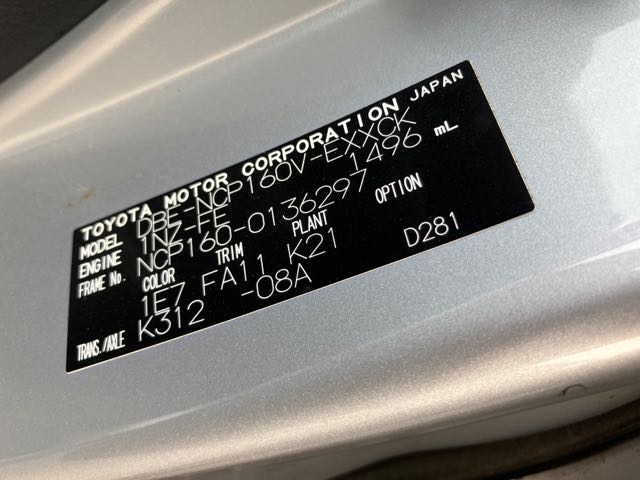 TOYOTA MOTOR CORPORATION JAPAN
MODEL DBE-NCP160V-EXXCK
ENGINE 1NZ-FE 1496 mL
FRAME No. NCP160-0136297
COLOR TRIM PLANT OPTION
1E7 FA11 K21 D281
TRANS./AXLE K312 -08A